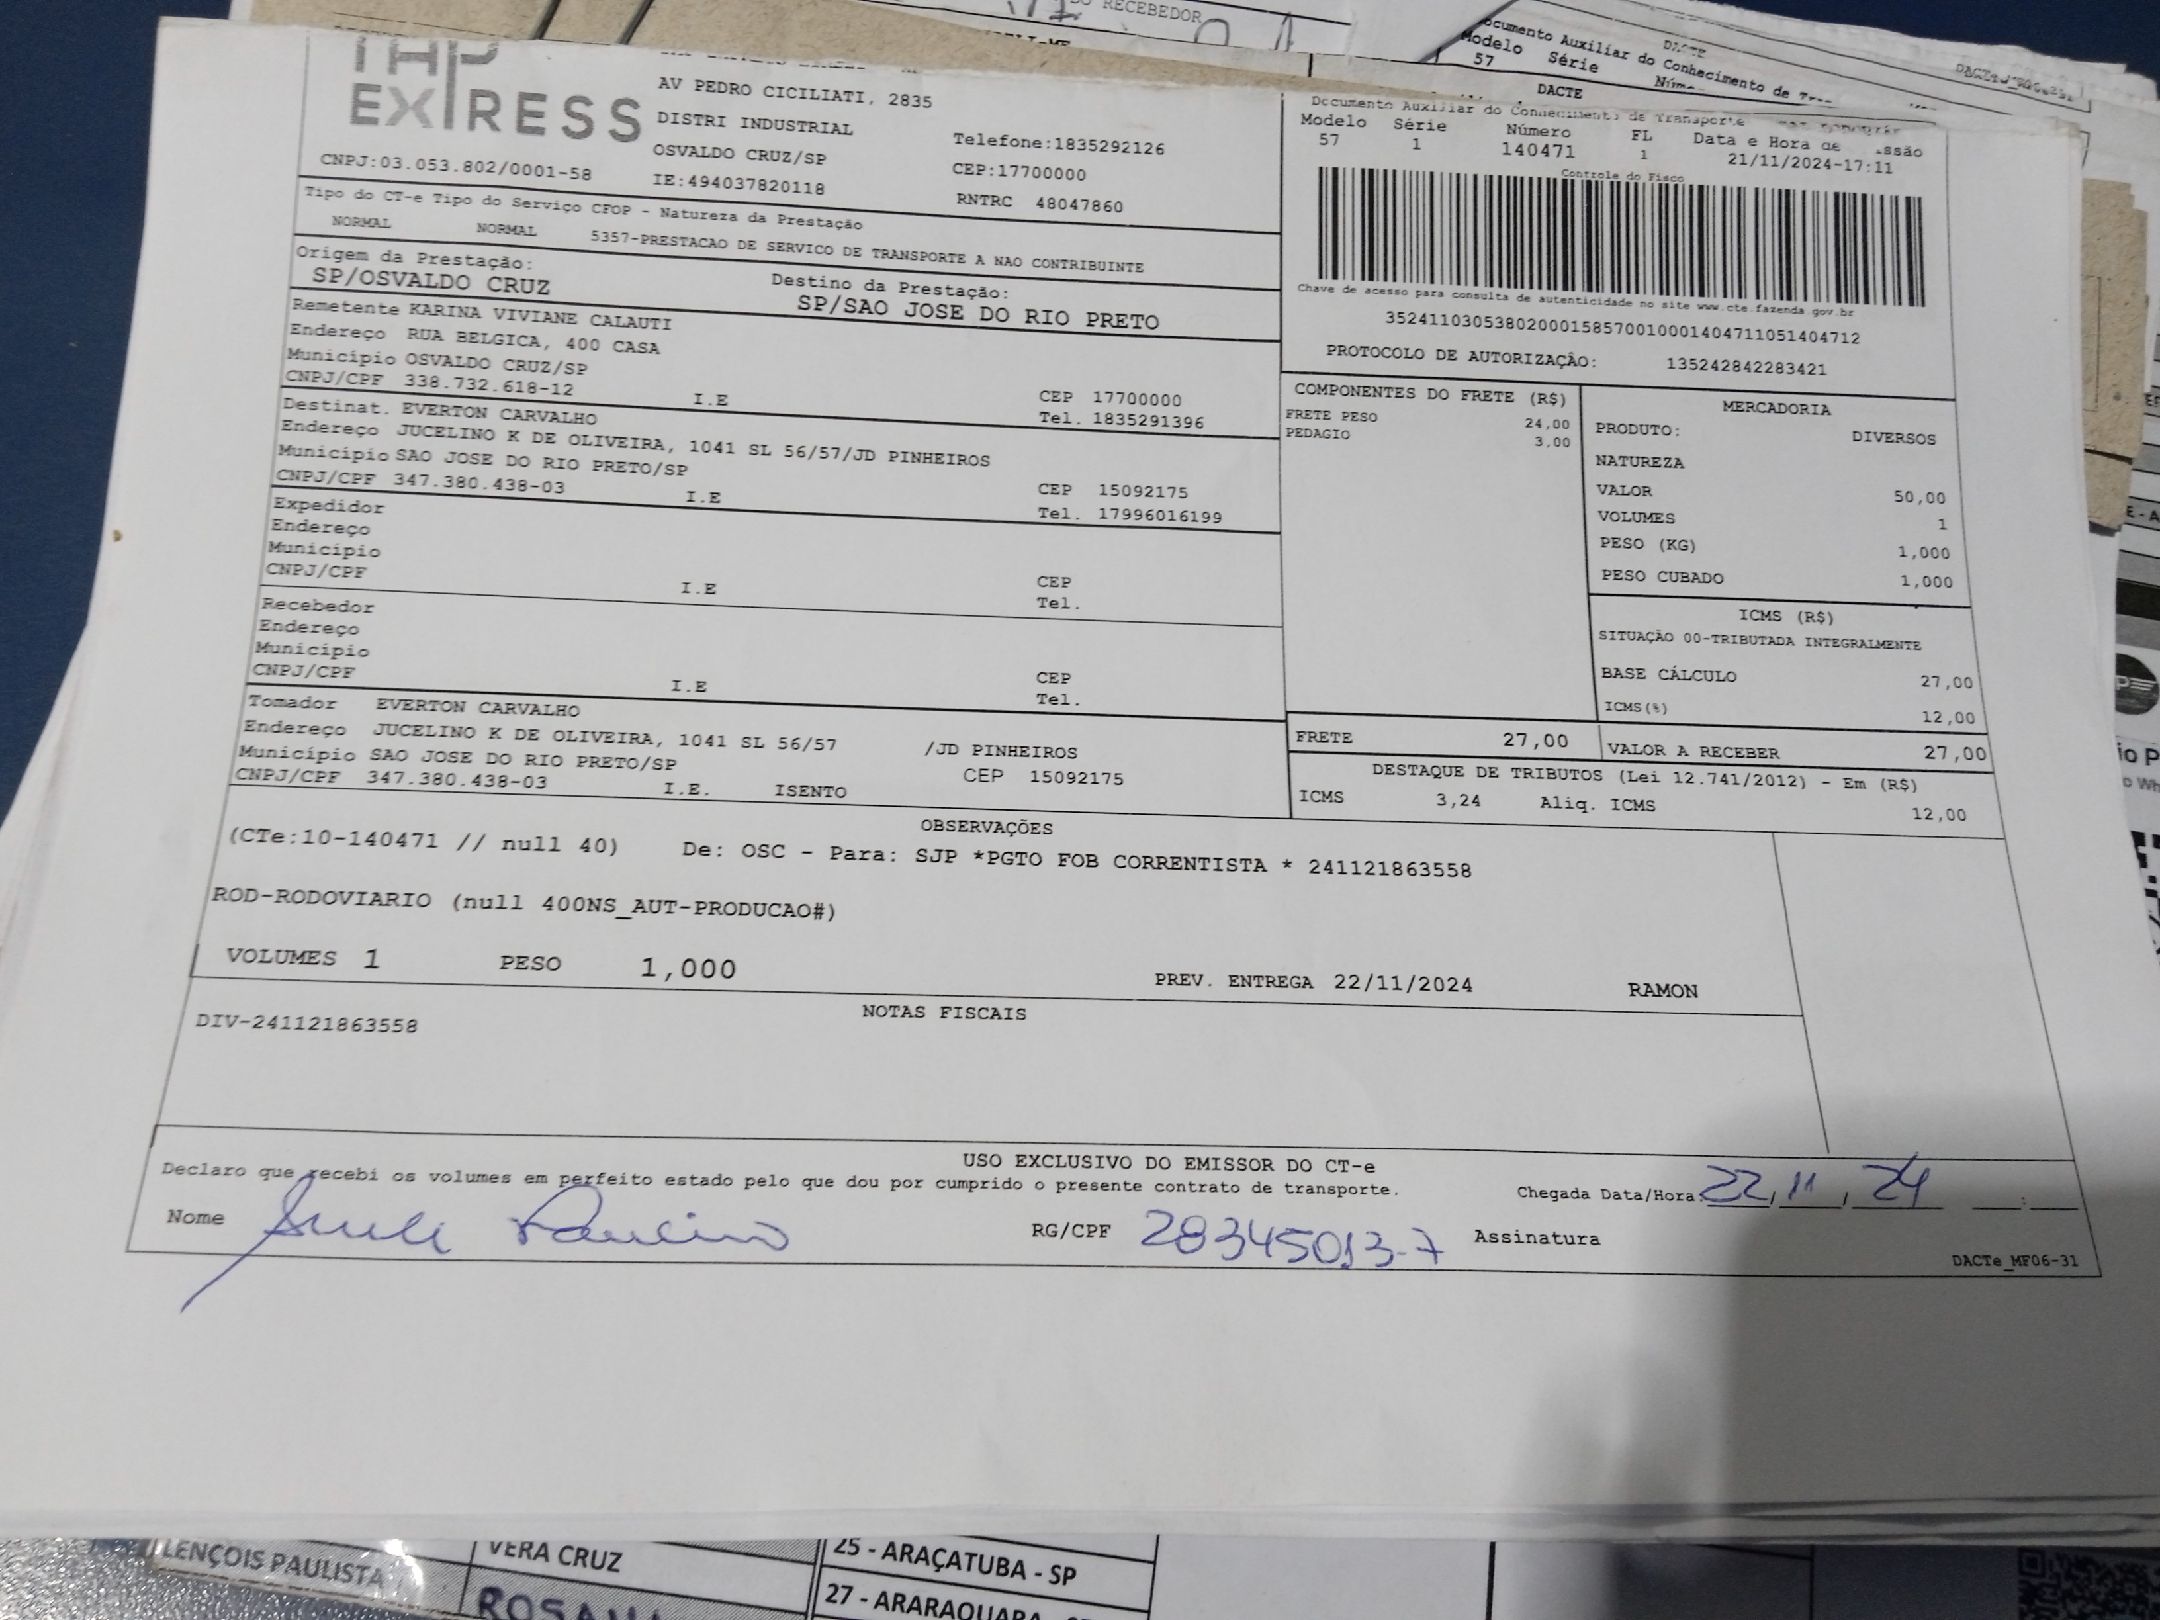 DO RECEBEDOR
DACTE
Documento Auxiliar do Conhecimento de
Modelo Série
57
THP
EXPRESS
CNPJ:03.053.802/0001-58
AV PEDRO CICILIATI, 2835
DISTRI INDUSTRIAL
OSVALDO CRUZ/SP
IE:494037820118
Telefone:1835292126
CEP:17700000
RNTRC 48047860
DACTE
Documento Auxiliar do Conhecimento de Transporte
Modelo Série Número FL Data e Hora de
57 1 140471 1 21/11/2024-17:11
Controle do Fisco
Chave de acesso para consulta de autenticidade no site www.cte.fazenda gov.br
35241103053802000158570010001404711051404712
PROTOCOLO DE AUTORIZAÇÃO: 135242842283421
Tipo do CT-e Tipo do Serviço CFOP - Natureza da Prestação
NORMAL NORMAL 5357-PRESTACAO DE SERVICO DE TRANSPORTE A NAO CONTRIBUINTE
Origem da Prestação: Destino da Prestação:
SP/OSVALDO CRUZ SP/SAO JOSE DO RIO PRETO
Remetente KARINA VIVIANE CALAUTI
Endereço RUA BELGICA, 400 CASA
Município OSVALDO CRUZ/SP CEP 17700000
CNPJ/CPF 338.732.618-12 I.E Tel. 1835291396
Destinat. EVERTON CARVALHO
Endereço JUCELINO K DE OLIVEIRA, 1041 SL 56/57/JD PINHEIROS
Município SAO JOSE DO RIO PRETO/SP CEP 15092175
CNPJ/CPF 347.380.438-03 I.E Tel. 17996016199
Expedidor
Endereço
Município CEP
CNPJ/CPF I.E Tel.
Recebedor
Endereço
Município CEP
CNPJ/CPF I.E Tel.
Tomador EVERTON CARVALHO
Endereço JUCELINO K DE OLIVEIRA, 1041 SL 56/57 /JD PINHEIROS
Município SAO JOSE DO RIO PRETO/SP CEP 15092175
CNPJ/CPF 347.380.438-03 I.E. ISENTO
COMPONENTES DO FRETE (R$)
FRETE PESO 24,00
PEDAGIO 3,00
MERCADORIA
PRODUTO: DIVERSOS
NATUREZA
VALOR 50,00
VOLUMES 1
PESO (KG) 1,000
PESO CUBADO 1,000
ICMS (R$)
SITUAÇÃO 00-TRIBUTADA INTEGRALMENTE
BASE CÁLCULO 27,00
ICMS(%) 12,00
FRETE 27,00 VALOR A RECEBER 27,00
DESTAQUE DE TRIBUTOS (Lei 12.741/2012) - Em (R$)
ICMS 3,24 Aliq. ICMS 12,00
OBSERVAÇÕES
(CTe:10-140471 // null 40) De: OSC - Para: SJP *PGTO FOB CORRENTISTA * 241121863558
ROD-RODOVIARIO (null 400NS_AUT-PRODUCAO#)
VOLUMES 1 PESO 1,000 PREV. ENTREGA 22/11/2024 RAMON
NOTAS FISCAIS
DIV-241121863558
USO EXCLUSIVO DO EMISSOR DO CT-e
Declaro que recebi os volumes em perfeito estado pelo que dou por cumprido o presente contrato de transporte. Chegada Data/Hora: 22, 11, 24 :
Nome RG/CPF 28345013-7 Assinatura
DACTe_MF06-31
LENÇOIS PAULISTA VERA CRUZ 25 - ARAÇATUBA - SP
27 - ARARAQUARA